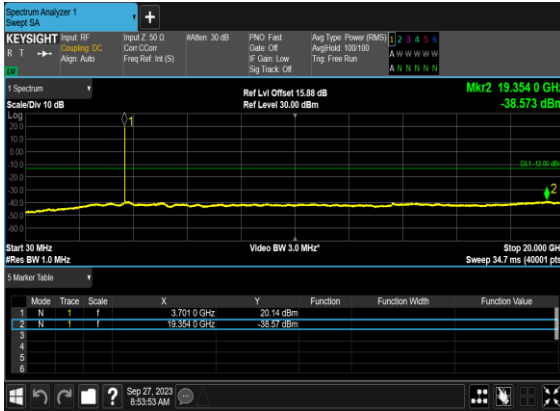 Spectrum Analyzer 1
Swept SA
+
KEYSIGHT Input: RF Input Z: 50 Ω #Atten: 30 dB PNO: Fast Avg Type: Power (RMS) 1 2 3 4 5 6
R T Coupling: DC Corr CCorr Gate: Off Avg|Hold: 100/100 A W W W W W
Align: Auto Freq Ref: Int (S) IF Gain: Low Trig: Free Run
Sig Track: Off A N N N N N
1 Spectrum Ref Lvl Offset 15.88 dB Mkr2 19.354 0 GHz
Scale/Div 10 dB Ref Level 30.00 dBm -38.573 dBm
Log
20.0 1
10.0
0.00
-10.0 DL1 -13.00 dBm
-20.0
-30.0 2
-40.0
-50.0
-60.0
Start 30 MHz Video BW 3.0 MHz* Stop 20.000 GH
#Res BW 1.0 MHz Sweep 34.7 ms (40001 pts
5 Marker Table
Mode Trace Scale X Y Function Function Width Function Value
1 N 1 f 3.701 0 GHz 20.14 dBm
2 N 1 f 19.354 0 GHz -38.57 dBm
3
4
5
6
? Sep 27, 2023
8:53:53 AM